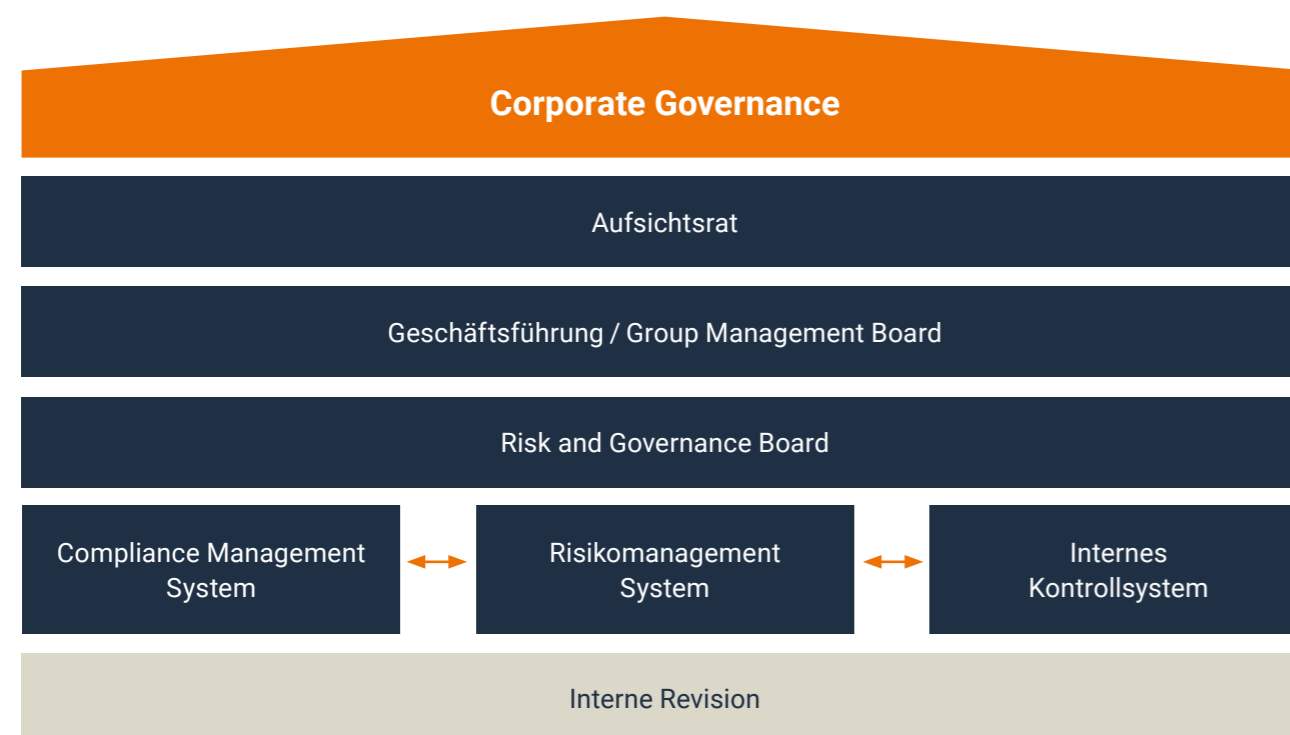 Corporate Governance
Aufsichtsrat
Geschäftsführung / Group Management Board
Risk and Governance Board
Compliance Management
System
Risikomanagement
System
Internes
Kontrollsystem
Interne Revision